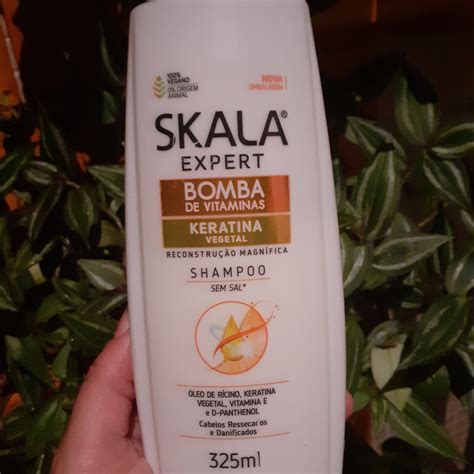 100%
VEGANO
0% ORIGEM
ANIMAL
NOVA
EMBALAGEM
SKALA®
EXPERT
BOMBA
DE VITAMINAS
KERATINA
VEGETAL
RECONSTRUÇÃO MAGNÍFICA
SHAMPOO
SEM SAL*
ÓLEO DE RÍCINO, KERATINA
VEGETAL, VITAMINA E
e D-PANTHENOL
Cabelos Ressecados
e Danificados
325ml